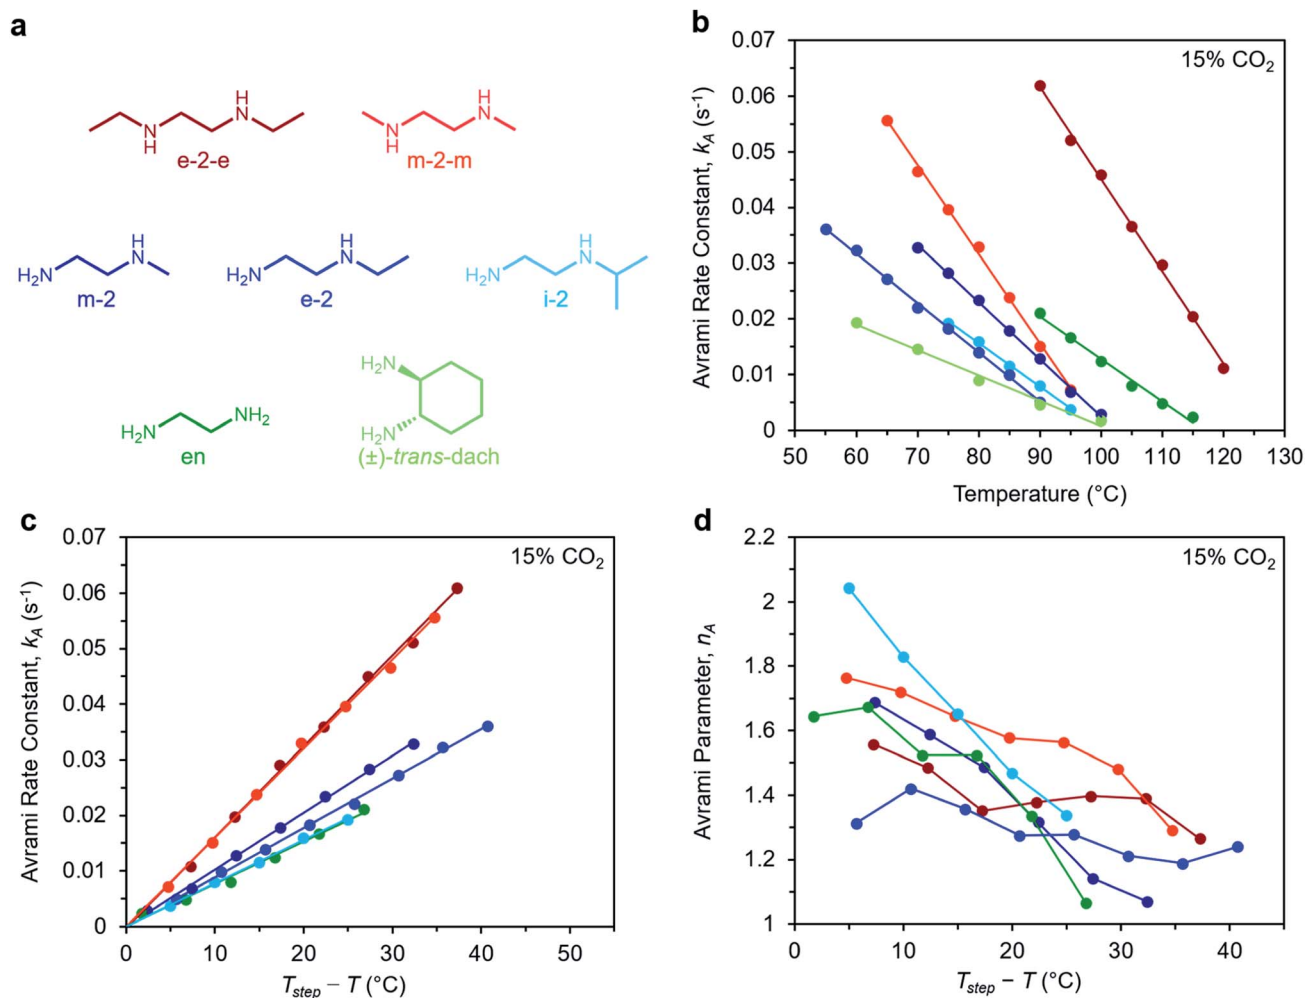 a
H
N
N
H
e-2-e
H
N
N
H
m-2-m
H
N
H₂N
m-2
H
N
H₂N
e-2
H
N
H₂N
i-2
NH₂
H₂N
en
H₂N
H₂N
(±)-trans-dach
b
15% CO₂
Avrami Rate Constant, kA (s⁻¹)
0.07
0.06
0.05
0.04
0.03
0.02
0.01
0
50 60 70 80 90 100 110 120 130
Temperature (°C)
c
15% CO₂
Avrami Rate Constant, kA (s⁻¹)
0.07
0.06
0.05
0.04
0.03
0.02
0.01
0
0 10 20 30 40 50
Tstep − T (°C)
d
15% CO₂
Avrami Parameter, nA
2.2
2
1.8
1.6
1.4
1.2
1
0 10 20 30 40
Tstep − T (°C)